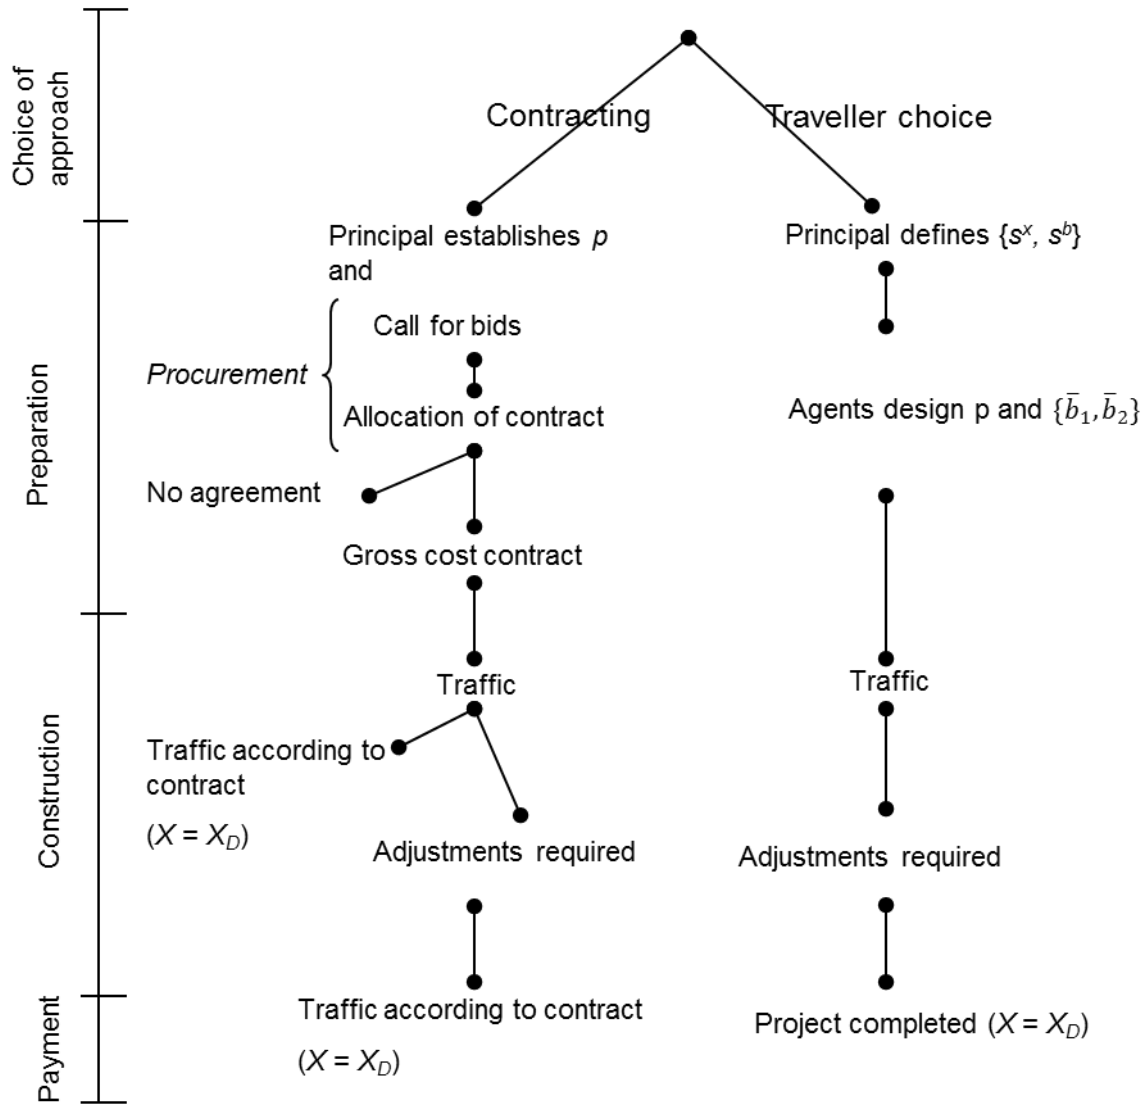 Choice of
approach
Contracting
Traveller choice
Principal establishes p
and
Principal defines {sˣ, sᵇ}
Preparation
Procurement
Call for bids
Allocation of contract
Agents design p and {b̄₁,b̄₂}
No agreement
Gross cost contract
Construction
Traffic
Traffic
Traffic according to
contract
(X = X_D)
Adjustments required
Adjustments required
Payment
Traffic according to contract
(X = X_D)
Project completed (X = X_D)